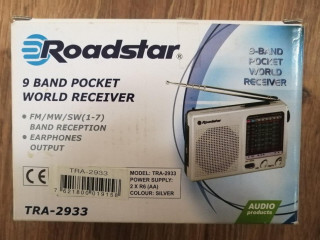 Roadstar®
9 BAND POCKET
WORLD RECEIVER
• FM/MW/SW(1-7)
BAND RECEPTION
• EARPHONES
OUTPUT
9-BAND
POCKET
WORLD
RECEIVER
Roadstar
CE
TRA-2933
MODEL: TRA-2933
POWER SUPPLY:
2 X R6 (AA)
COLOUR: SILVER
TRA-2933
AUDIO
products